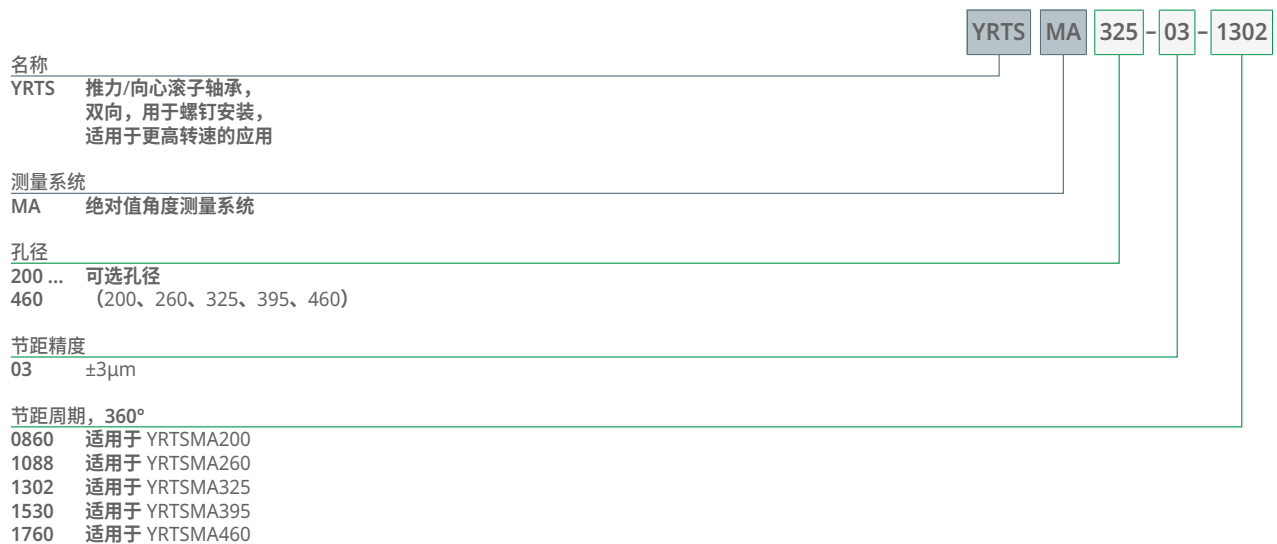 YRTS MA 325 – 03 – 1302
名称
YRTS 推力/向心滚子轴承，
双向，用于螺钉安装，
适用于更高转速的应用
测量系统
MA 绝对值角度测量系统
孔径
200 ... 可选孔径
460 （200、260、325、395、460）
节距精度
03 ±3μm
节距周期，360°
0860 适用于 YRTSMA200
1088 适用于 YRTSMA260
1302 适用于 YRTSMA325
1530 适用于 YRTSMA395
1760 适用于 YRTSMA460